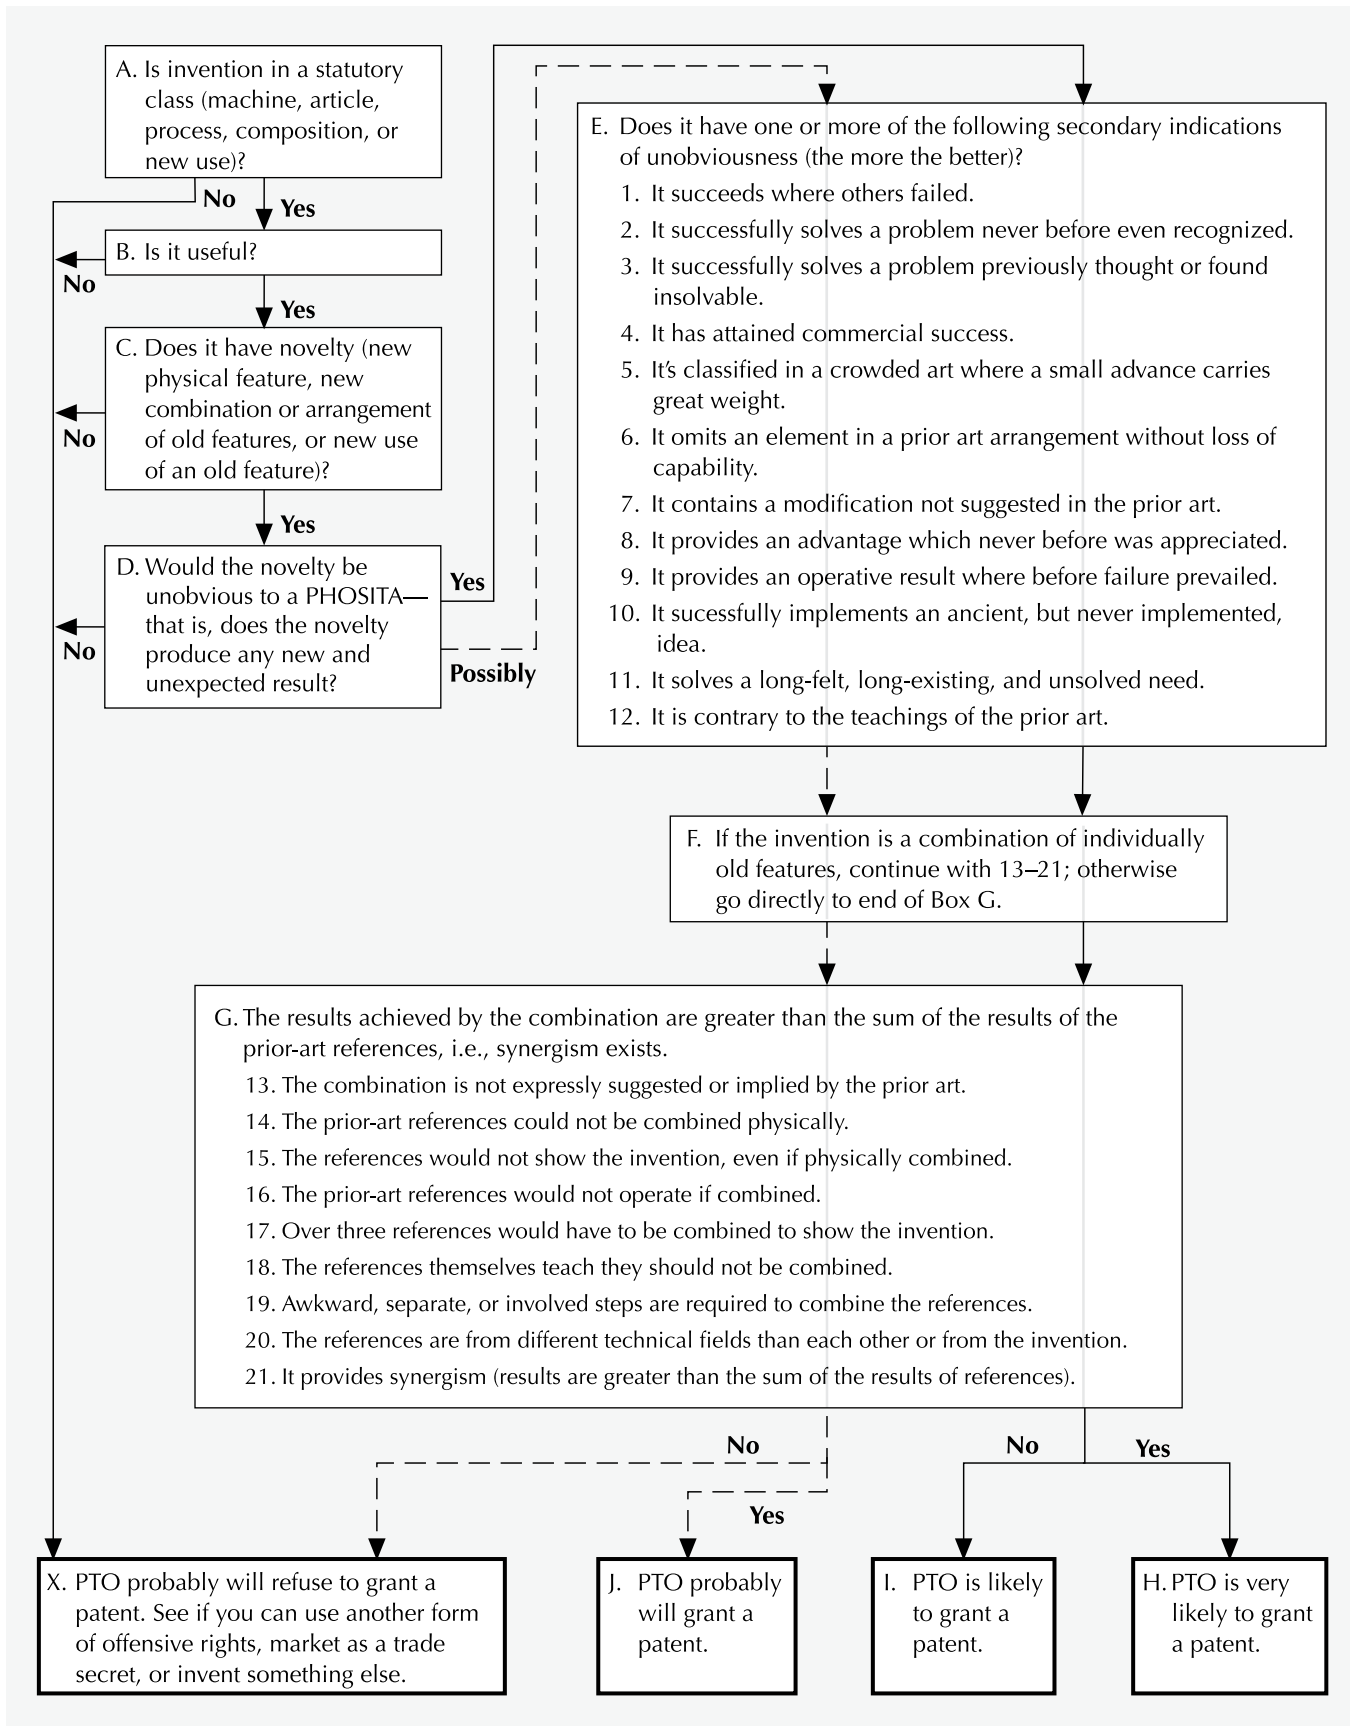 A. Is invention in a statutory
class (machine, article,
process, composition, or
new use)?
No
Yes
B. Is it useful?
No
Yes
C. Does it have novelty (new
physical feature, new
combination or arrangement
of old features, or new use
of an old feature)?
No
Yes
D. Would the novelty be
unobvious to a PHOSITA—
that is, does the novelty
produce any new and
unexpected result?
No
Yes
Possibly
E. Does it have one or more of the following secondary indications
of unobviousness (the more the better)?
1. It succeeds where others failed.
2. It successfully solves a problem never before even recognized.
3. It successfully solves a problem previously thought or found
insolvable.
4. It has attained commercial success.
5. It's classified in a crowded art where a small advance carries
great weight.
6. It omits an element in a prior art arrangement without loss of
capability.
7. It contains a modification not suggested in the prior art.
8. It provides an advantage which never before was appreciated.
9. It provides an operative result where before failure prevailed.
10. It sucessfully implements an ancient, but never implemented,
idea.
11. It solves a long-felt, long-existing, and unsolved need.
12. It is contrary to the teachings of the prior art.
F. If the invention is a combination of individually
old features, continue with 13–21; otherwise
go directly to end of Box G.
G. The results achieved by the combination are greater than the sum of the results of the
prior-art references, i.e., synergism exists.
13. The combination is not expressly suggested or implied by the prior art.
14. The prior-art references could not be combined physically.
15. The references would not show the invention, even if physically combined.
16. The prior-art references would not operate if combined.
17. Over three references would have to be combined to show the invention.
18. The references themselves teach they should not be combined.
19. Awkward, separate, or involved steps are required to combine the references.
20. The references are from different technical fields than each other or from the invention.
21. It provides synergism (results are greater than the sum of the results of references).
No
Yes
No
Yes
X. PTO probably will refuse to grant a
patent. See if you can use another form
of offensive rights, market as a trade
secret, or invent something else.
J. PTO probably
will grant a
patent.
I. PTO is likely
to grant a
patent.
H. PTO is very
likely to grant
a patent.